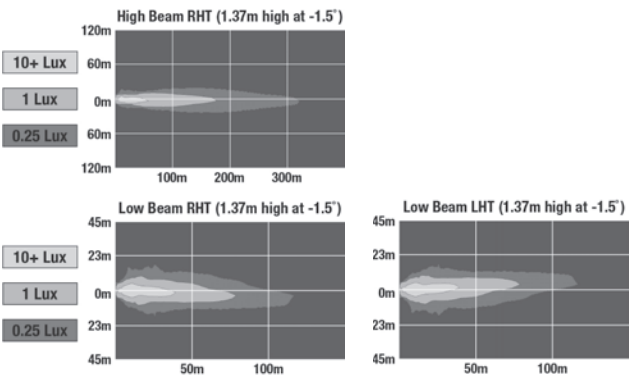 High Beam RHT (1.37m high at -1.5°)
10+ Lux
1 Lux
0.25 Lux
120m
60m
0m
60m
120m
100m 200m 300m
Low Beam RHT (1.37m high at -1.5°)
10+ Lux
1 Lux
0.25 Lux
45m
23m
0m
23m
45m
50m 100m
Low Beam LHT (1.37m high at -1.5°)
45m
23m
0m
23m
45m
50m 100m